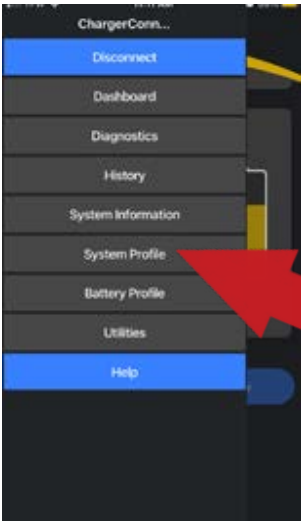 ChargerConn...
Disconnect
Dashboard
Diagnostics
History
System Information
System Profile
Battery Profile
Utilities
Help